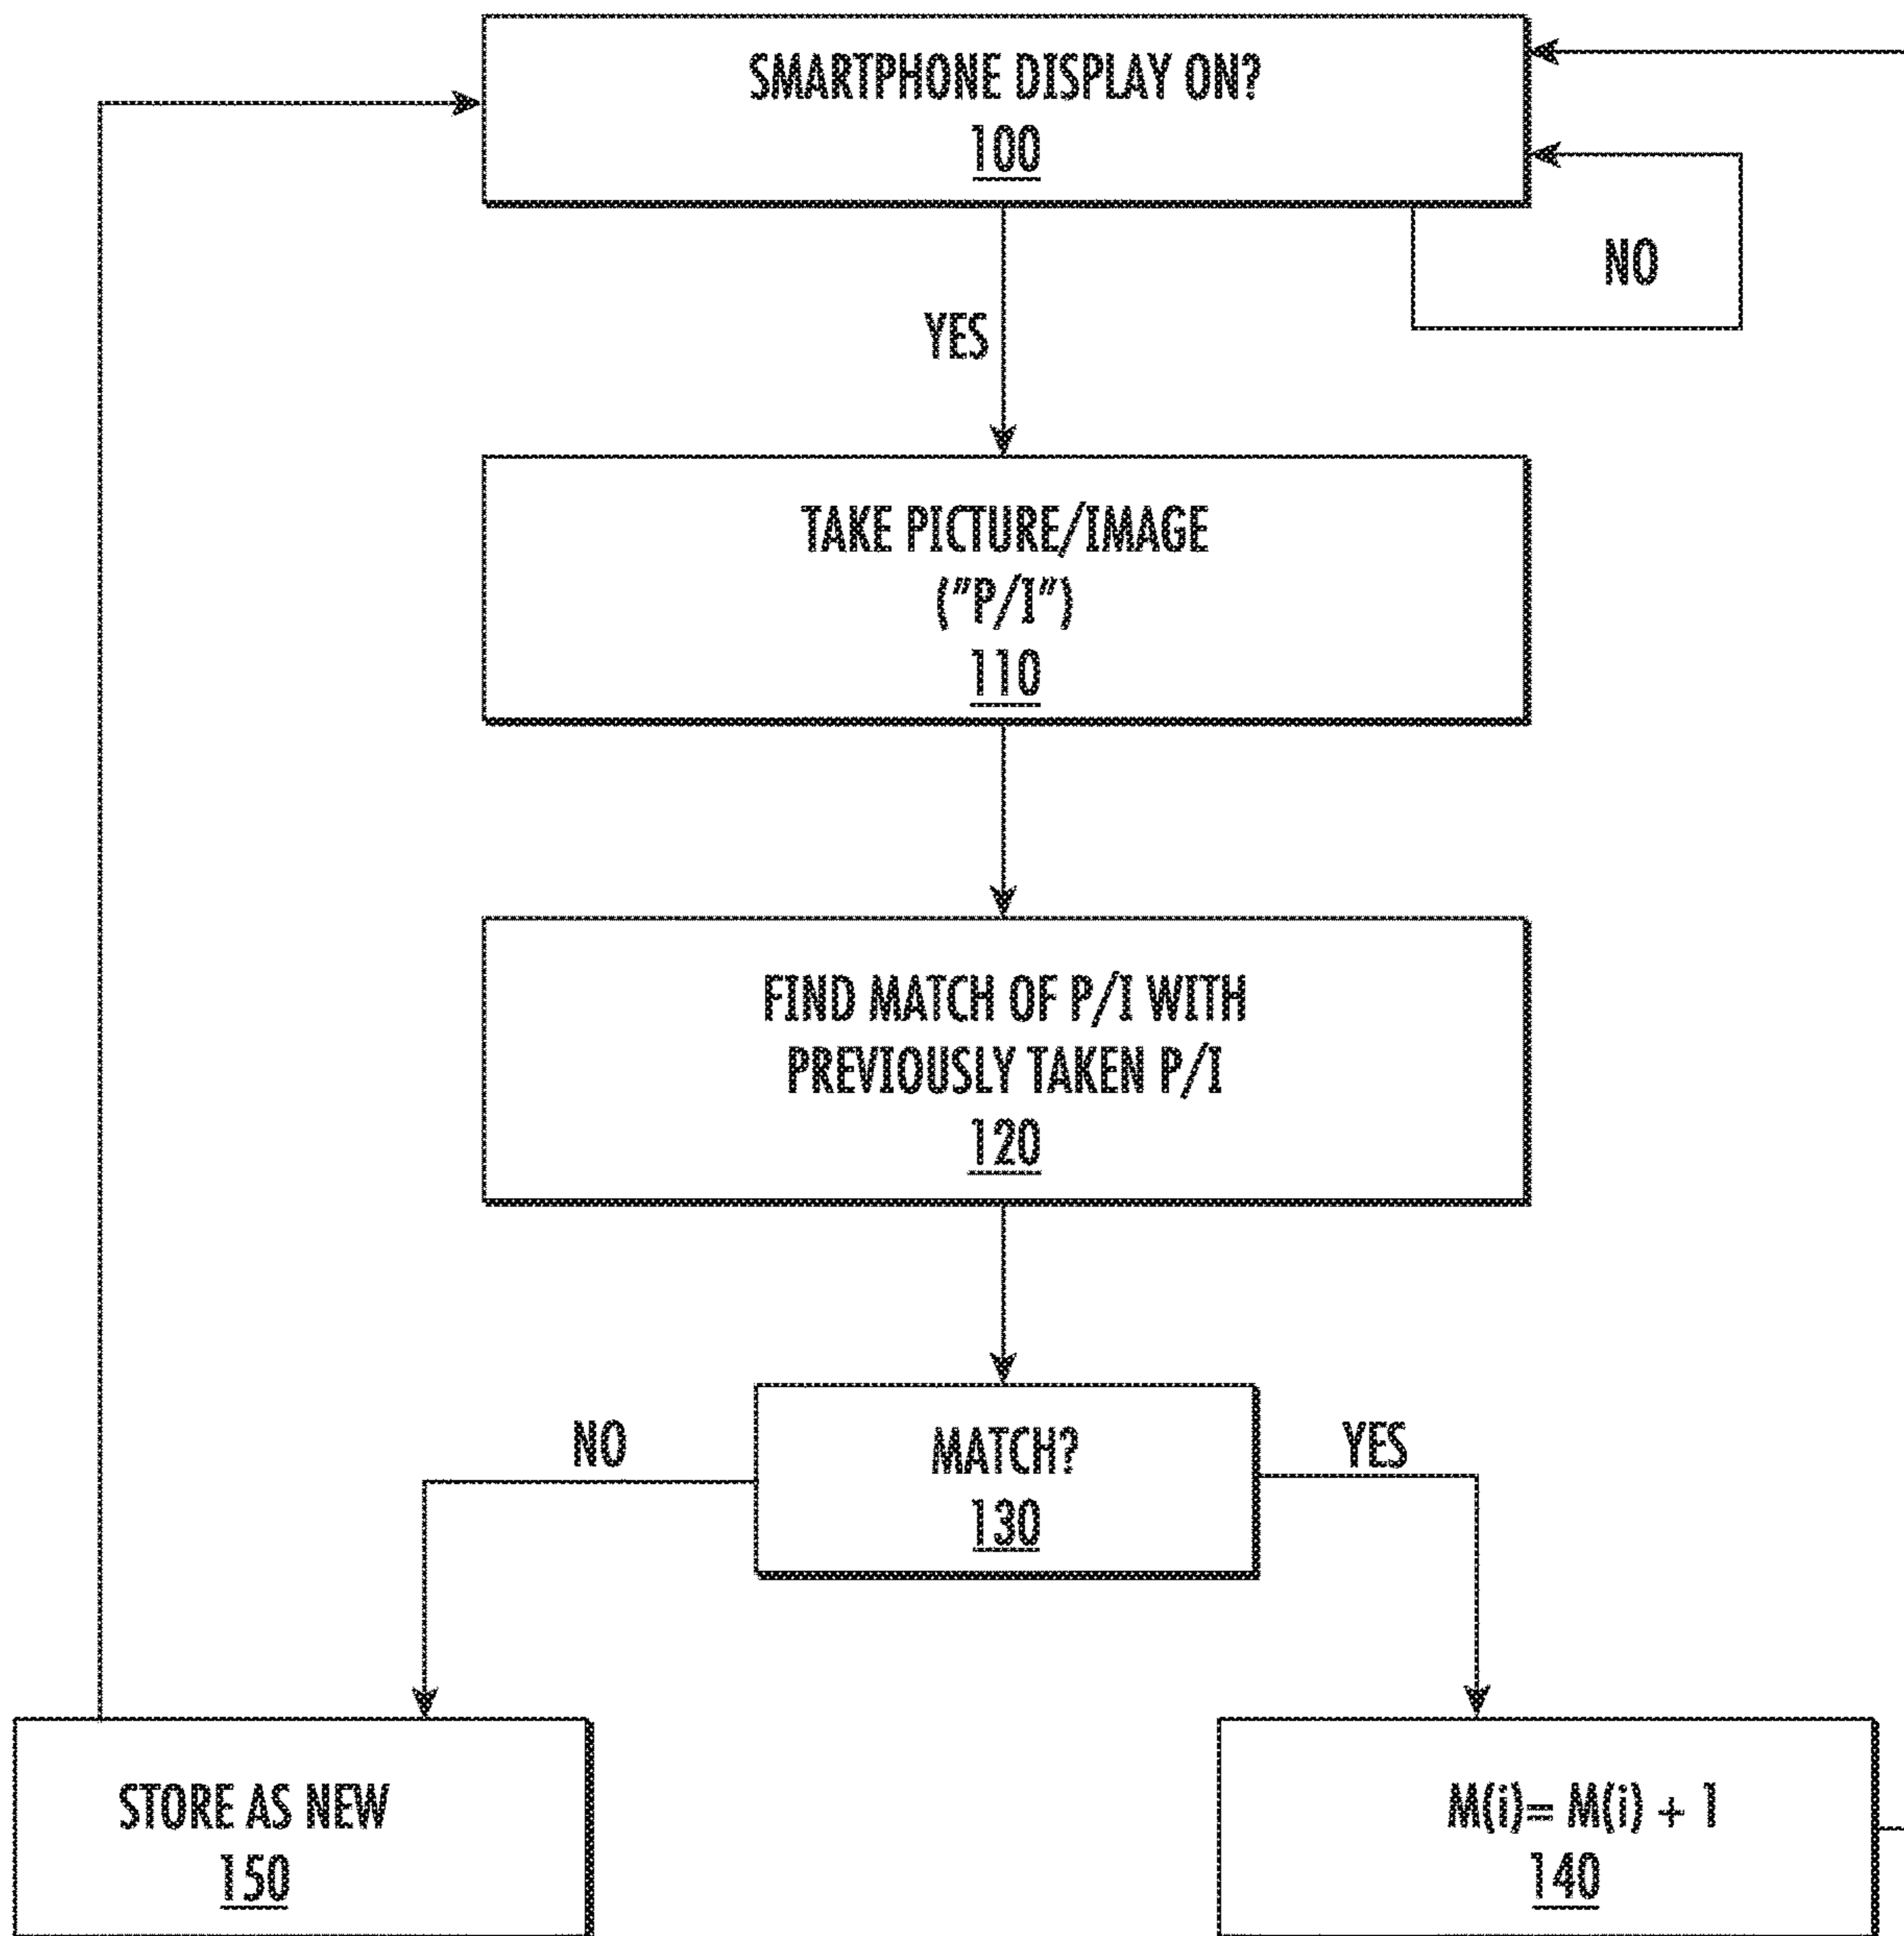 SMARTPHONE DISPLAY ON?
100
NO
YES
TAKE PICTURE/IMAGE
("P/I")
110
FIND MATCH OF P/I WITH
PREVIOUSLY TAKEN P/I
120
NO
MATCH?
130
YES
STORE AS NEW
150
M(i)= M(i) + 1
140